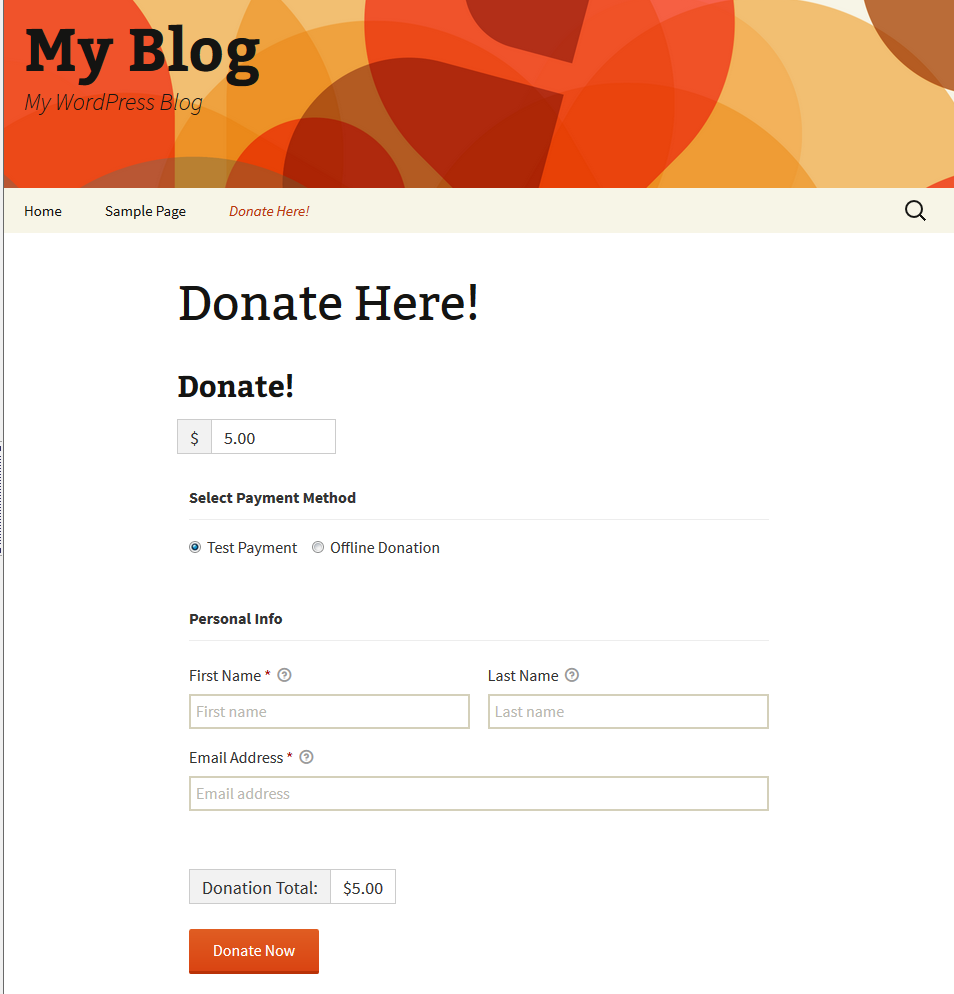 My Blog
My WordPress Blog
Home Sample Page Donate Here!
Donate Here!
Donate!
$ 5.00
Select Payment Method
Test Payment Offline Donation
Personal Info
First Name * ? Last Name ?
First name Last name
Email Address * ?
Email address
Donation Total: $5.00
Donate Now